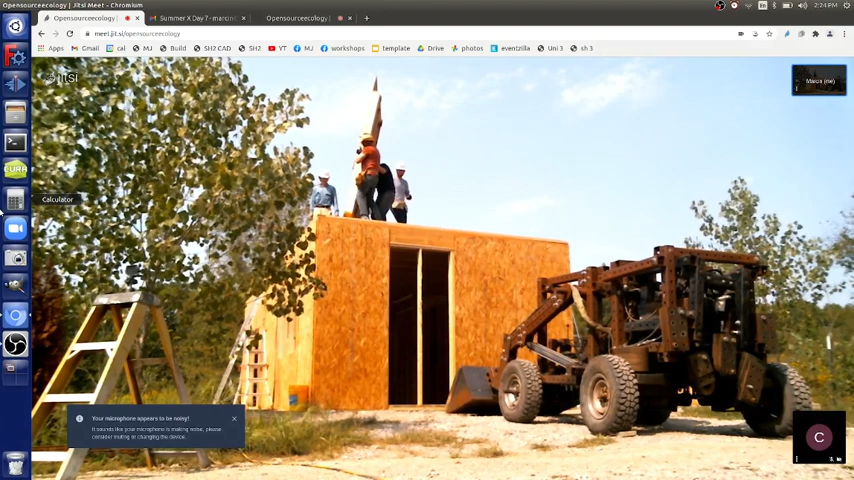 Opensourceecology | Jitsi Meet - Chromium
En
2:24 PM
Opensourceecology |
Summer X Day 7 - marcin
Opensourceecology |
meet.jit.si/opensourceecology
Apps
Gmail
cal
MJ
Build
SH2 CAD
SH2
YT
MJ
workshops
template
Drive
photos
eventzilla
Uni 3
sh 3
jitsi
Calculator
CURA
Your microphone appears to be noisy!
It sounds like your microphone is making noise, please
consider muting or changing the device.
C